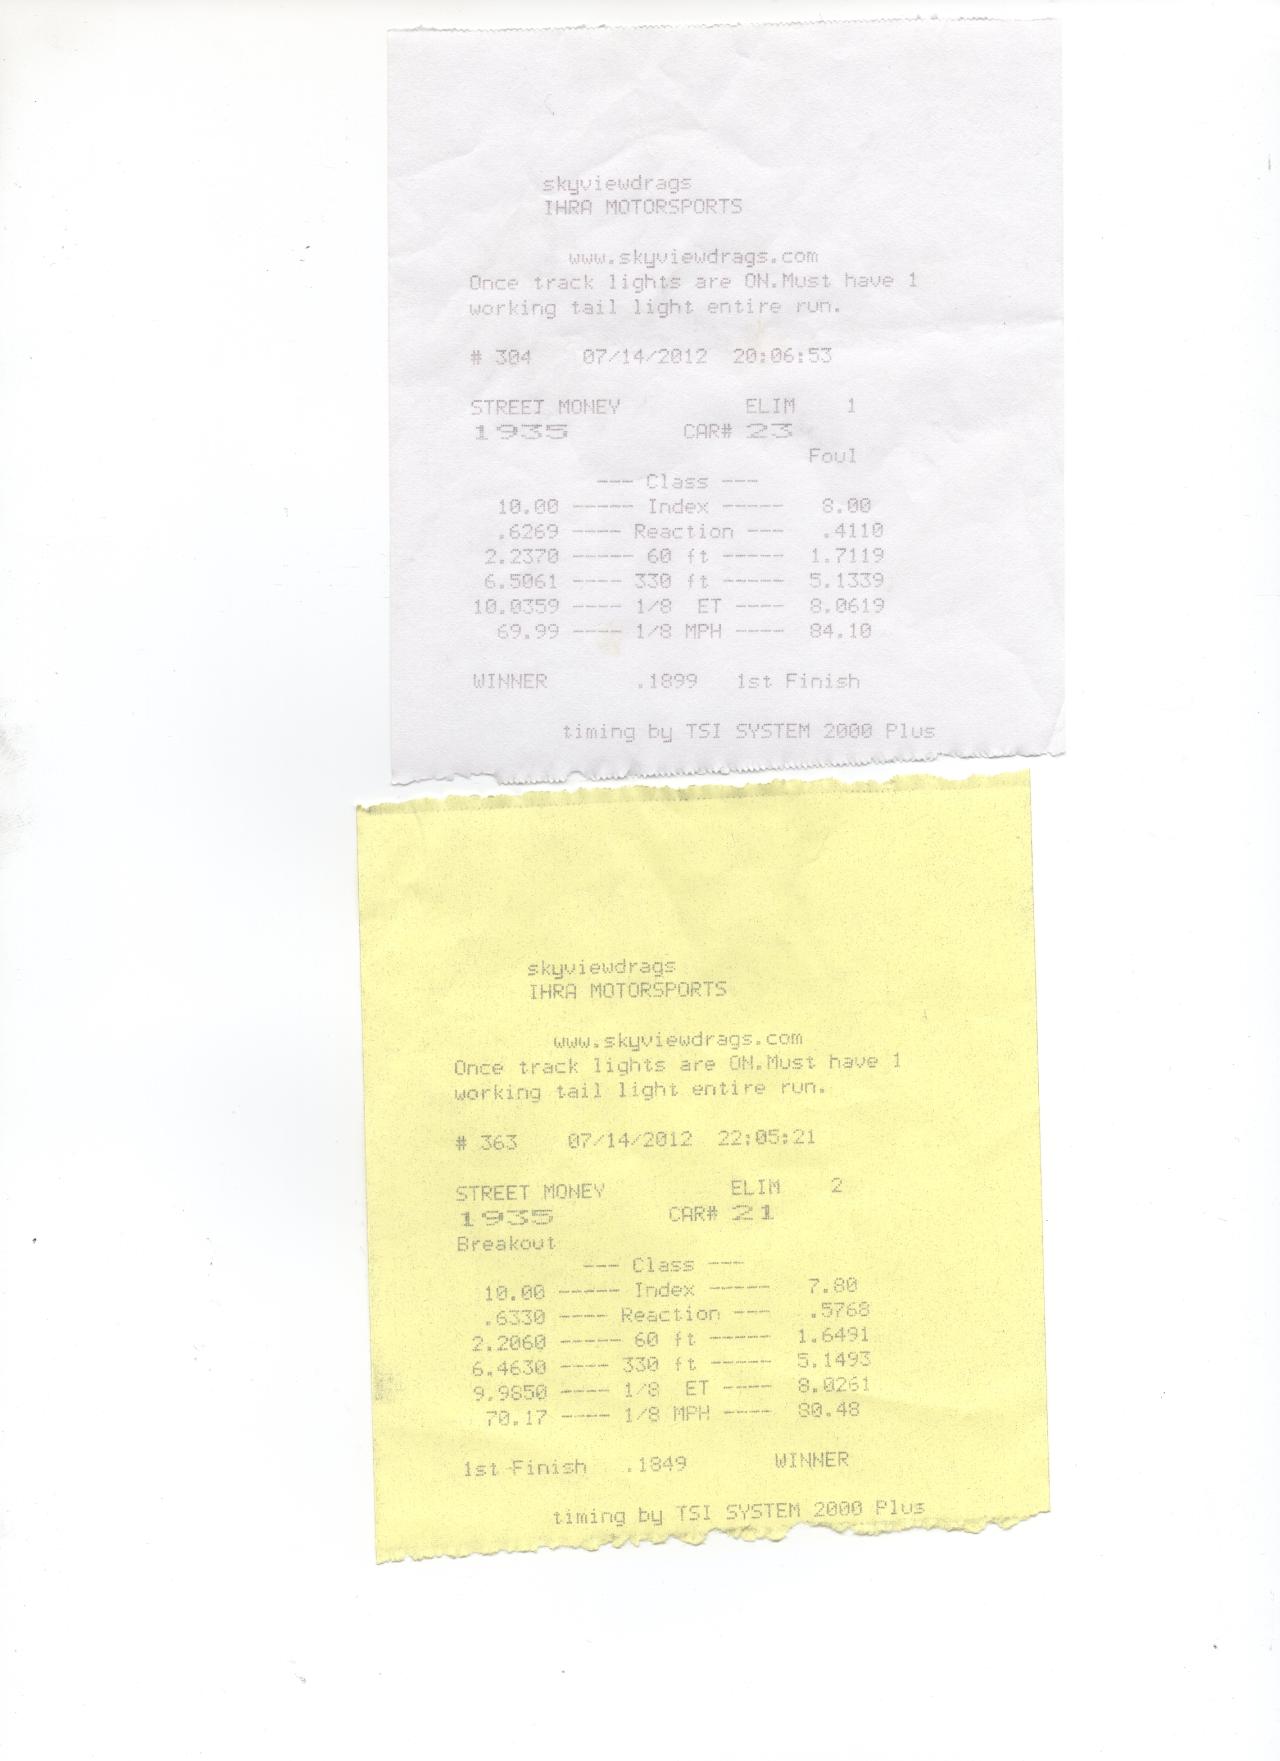 skyviewdrags
IHRA MOTORSPORTS
www.skyviewdrags.com
Once track lights are ON.Must have 1
working tail light entire run.
# 304 07/14/2012 20:06:53
STREET MONEY ELIM 1
1935 CAR# 23
Foul
--- Class ---
10.00 ----- Index ----- 8.00
.6269 ---- Reaction --- .4110
2.2370 ----- 60 ft ----- 1.7119
6.5061 ---- 330 ft ----- 5.1339
10.0359 ---- 1/8 ET ---- 8.0619
69.99 ---- 1/8 MPH ---- 84.10
WINNER .1899 1st Finish
timing by TSI SYSTEM 2000 Plus
skyviewdrags
IHRA MOTORSPORTS
www.skyviewdrags.com
Once track lights are ON.Must have 1
working tail light entire run.
# 363 07/14/2012 22:05:21
STREET MONEY ELIM 2
1935 CAR# 21
Breakout
--- Class ---
10.00 ----- Index ----- 7.80
.6330 ---- Reaction --- .5768
2.2060 ----- 60 ft ----- 1.6491
6.4630 ---- 330 ft ----- 5.1493
9.9850 ---- 1/8 ET ---- 8.0261
70.17 ---- 1/8 MPH ---- 80.48
1st Finish .1849 WINNER
timing by TSI SYSTEM 2000 Plus